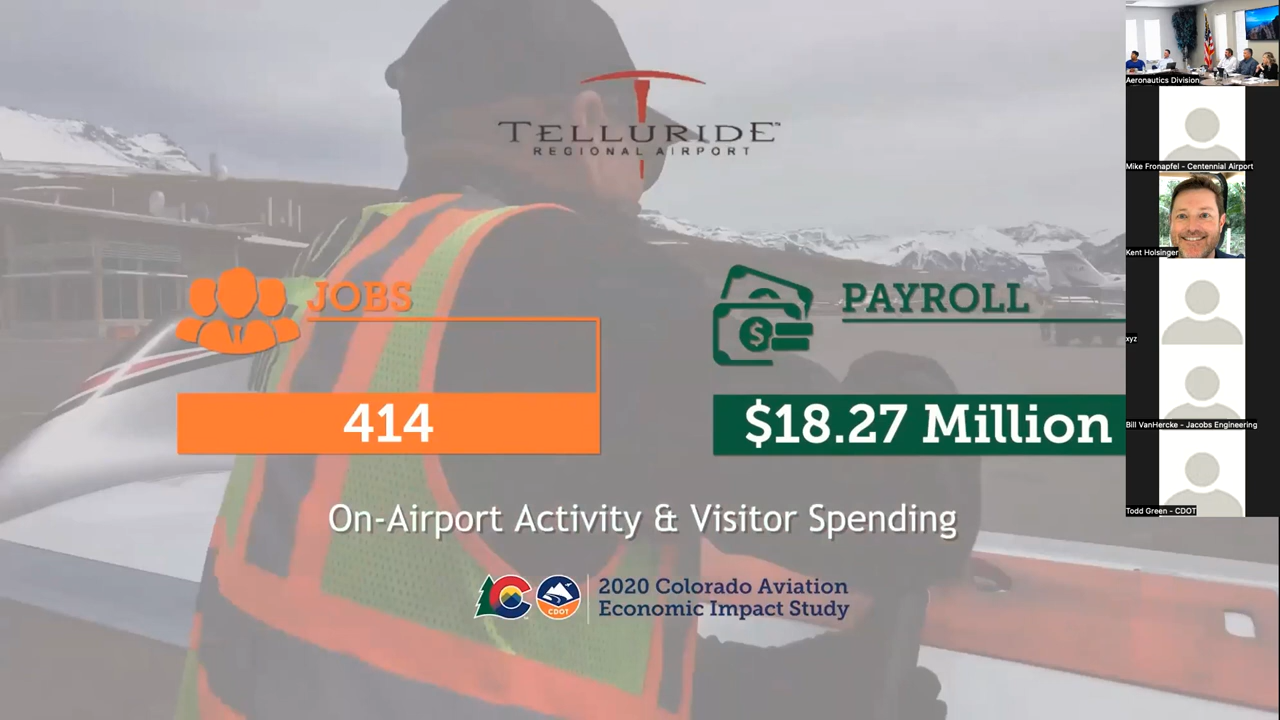 TELLURIDE
REGIONAL AIRPORT
JOBS
414
PAYROLL
$18.27 Million
On-Airport Activity & Visitor Spending
CDOT
2020 Colorado Aviation
Economic Impact Study
Aeronautics Division
Mike Fronapfel - Centennial Airport
Kent Holsinger
xyz
Bill VanHercke - Jacobs Engineering
Todd Green - CDOT